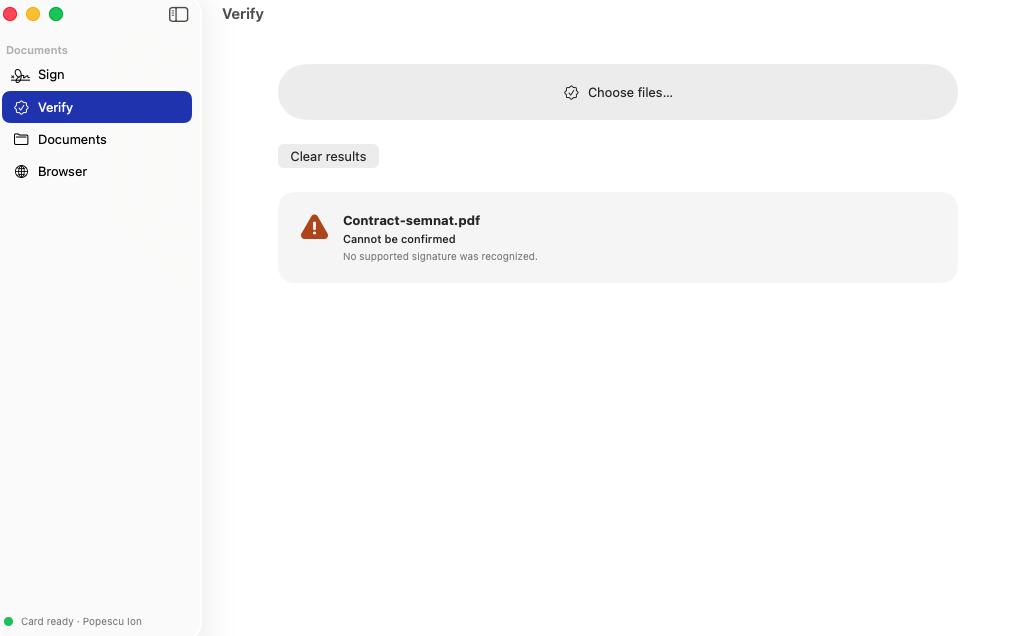 Verify
Documents
Sign
Verify
Documents
Browser
Choose files...
Clear results
Contract-semnat.pdf
Cannot be confirmed
No supported signature was recognized.
Card ready · Popescu Ion